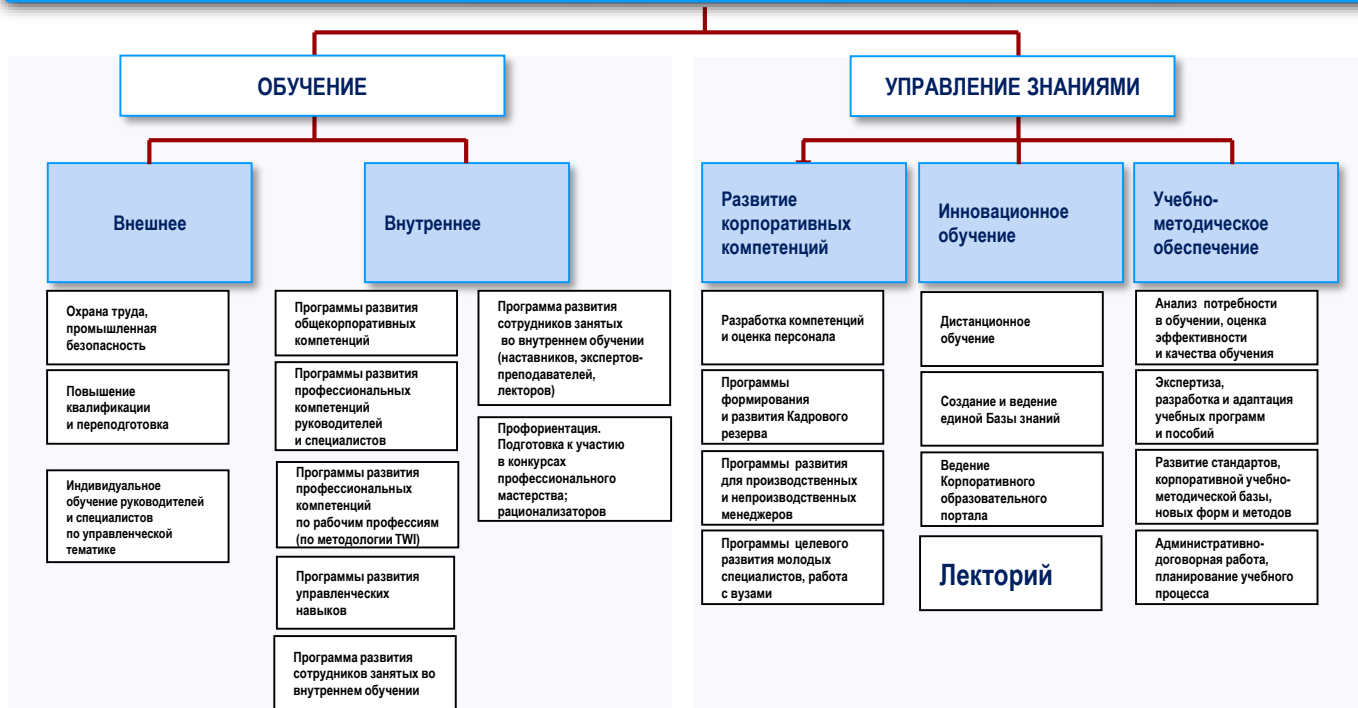 ОБУЧЕНИЕ
УПРАВЛЕНИЕ ЗНАНИЯМИ
Внешнее
Внутреннее
Развитие
корпоративных
компетенций
Инновационное
обучение
Учебно-
методическое
обеспечение
Охрана труда,
промышленная
безопасность
Повышение
квалификации
и переподготовка
Индивидуальное
обучение руководителей
и специалистов
по управленческой
тематике
Программы развития
общекорпоративных
компетенций
Программы развития
профессиональных
компетенций
руководителей
и специалистов
Программы развития
профессиональных
компетенций
по рабочим профессиям
(по методологии TWI)
Программы развития
управленческих
навыков
Программа развития
сотрудников занятых во
внутреннем обучении
Программа развития
сотрудников занятых
во внутреннем обучении
(наставников, экспертов-
преподавателей,
лекторов)
Профориентация.
Подготовка к участию
в конкурсах
профессионального
мастерства;
рационализаторов
Разработка компетенций
и оценка персонала
Программы
формирования
и развития Кадрового
резерва
Программы развития
для производственных
и непроизводственных
менеджеров
Программы целевого
развития молодых
специалистов, работа
с вузами
Дистанционное
обучение
Создание и ведение
единой Базы знаний
Ведение
Корпоративного
образовательного
портала
Лекторий
Анализ потребности
в обучении, оценка
эффективности
и качества обучения
Экспертиза,
разработка и адаптация
учебных программ
и пособий
Развитие стандартов,
корпоративной учебно-
методической базы,
новых форм и методов
Административно-
договорная работа,
планирование учебного
процесса